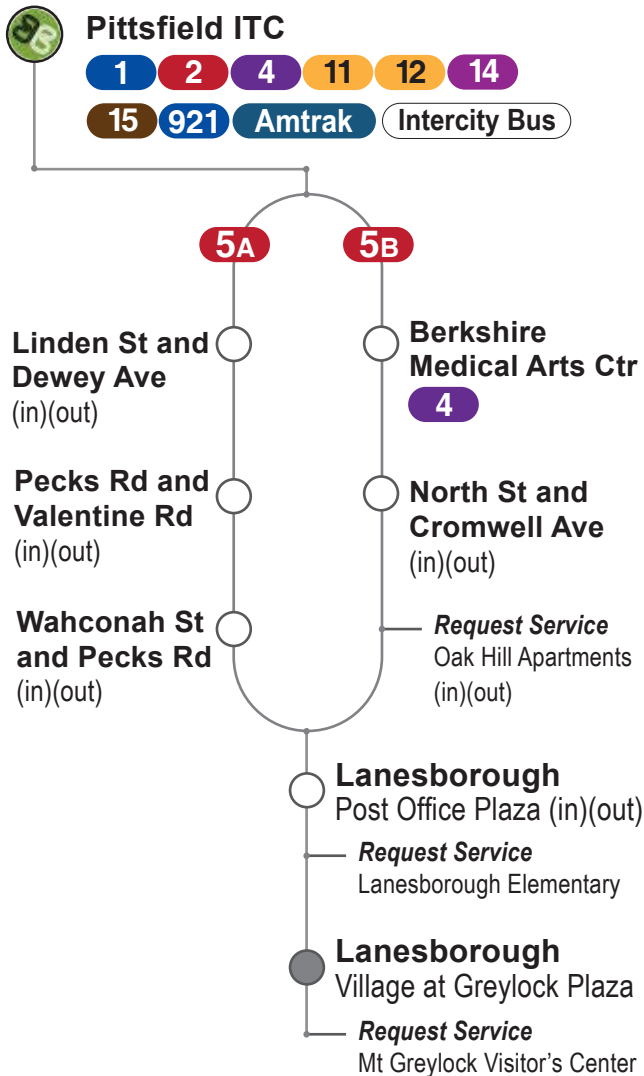 Pittsfield ITC
1 2 4 11 12 14
15 921 Amtrak Intercity Bus
5A 5B
Linden St and
Dewey Ave
(in)(out)
Berkshire
Medical Arts Ctr
4
Pecks Rd and
Valentine Rd
(in)(out)
North St and
Cromwell Ave
(in)(out)
Wahconah St
and Pecks Rd
(in)(out)
Request Service
Oak Hill Apartments
(in)(out)
Lanesborough
Post Office Plaza (in)(out)
Request Service
Lanesborough Elementary
Lanesborough
Village at Greylock Plaza
Request Service
Mt Greylock Visitor's Center